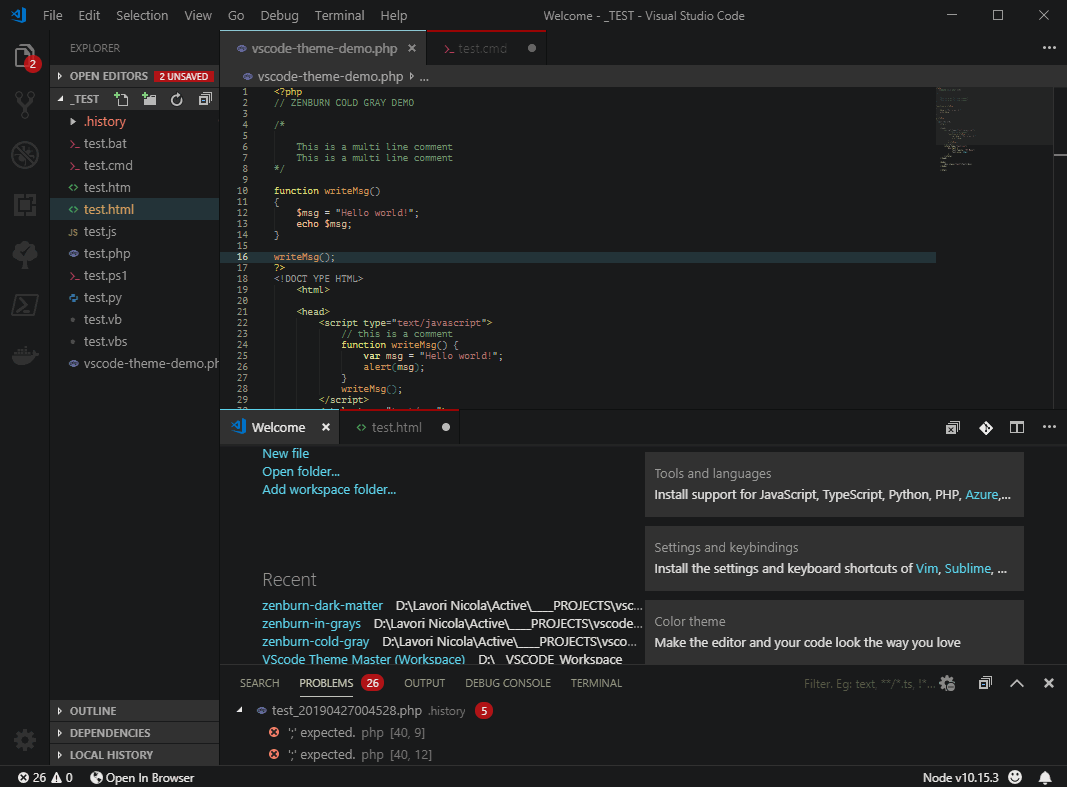 File Edit Selection View Go Debug Terminal Help Welcome - _TEST - Visual Studio Code
2
EXPLORER
OPEN EDITORS 2 UNSAVED
_TEST
.history
test.bat
test.cmd
test.htm
test.html
JS test.js
test.php
test.ps1
test.py
test.vb
test.vbs
vscode-theme-demo.ph
OUTLINE
DEPENDENCIES
LOCAL HISTORY
vscode-theme-demo.php × test.cmd
vscode-theme-demo.php ...
1 <?php
2 // ZENBURN COLD GRAY DEMO
3
4 /*
5
6 This is a multi line comment
7 This is a multi line comment
8 */
9
10 function writeMsg()
11 {
12 $msg = "Hello world!";
13 echo $msg;
14 }
15
16 writeMsg();
17 ?>
18 <!DOCT YPE HTML>
19 <html>
20
21 <head>
22 <script type="text/javascript">
23 // this is a comment
24 function writeMsg() {
25 var msg = "Hello world!";
26 alert(msg);
27 }
28 writeMsg();
29 </script>
Welcome × test.html
New file
Open folder...
Add workspace folder...
Recent
zenburn-dark-matter D:\Lavori Nicola\Active\____PROJECTS\vsc...
zenburn-in-grays D:\Lavori Nicola\Active\____PROJECTS\vscode...
zenburn-cold-gray D:\Lavori Nicola\Active\____PROJECTS\vsco...
VScode Theme Master (Workspace) D:\__VSCODE_Workspace
Tools and languages
Install support for JavaScript, TypeScript, Python, PHP, Azure,...
Settings and keybindings
Install the settings and keyboard shortcuts of Vim, Sublime, ...
Color theme
Make the editor and your code look the way you love
SEARCH PROBLEMS 26 OUTPUT DEBUG CONSOLE TERMINAL Filter. Eg: text, **/*.ts, !*...
test_20190427004528.php .history 5
';' expected. php [40, 9]
';' expected. php [40, 12]
26 0 Open In Browser Node v10.15.3